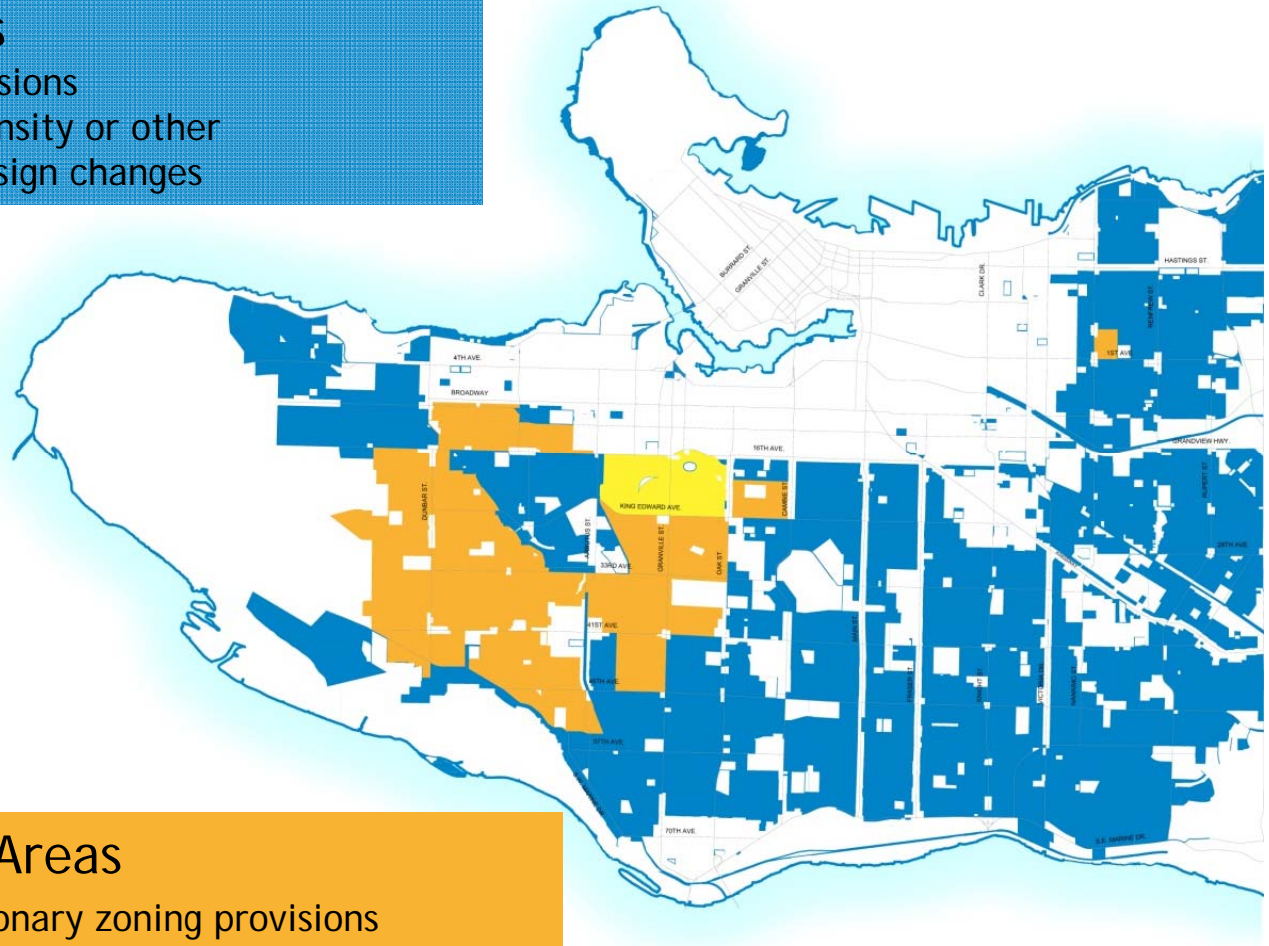 S
sions
nsity or other
sign changes
BURRARD ST.
GRANVILLE ST.
CLARK DR.
HASTINGS ST.
RENFREW ST.
4TH AVE.
1ST AVE
BROADWAY
16TH AVE.
GRANDVIEW HWY.
RUPERT ST.
DUNBAR ST.
KING EDWARD AVE.
CAMBIE ST.
ARBUTUS ST.
GRANVILLE ST.
OAK ST.
29TH AVE
33RD AVE.
41ST AVE
MAIN ST.
FRASER ST.
KNIGHT ST.
VICTORIA DR.
NANAIMO ST.
49TH AVE.
57TH AVE
S.W. MARINE DR.
70TH AVE
S.E. MARINE DR.
Areas
onary zoning provisions